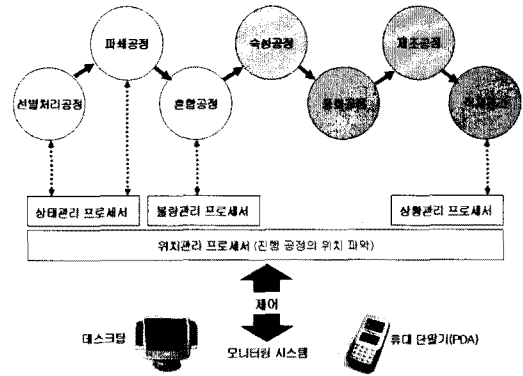 파쇄공정
숙성공정
제조공정
선별처리공정
혼합공정
상태관리 프로세서
불량관리 프로세서
상황관리 프로세서
위치관리 프로세서 (진행 공정의 위치 파악)
제어
데스크탑
모니터링 시스템
휴대 단말기(PDA)